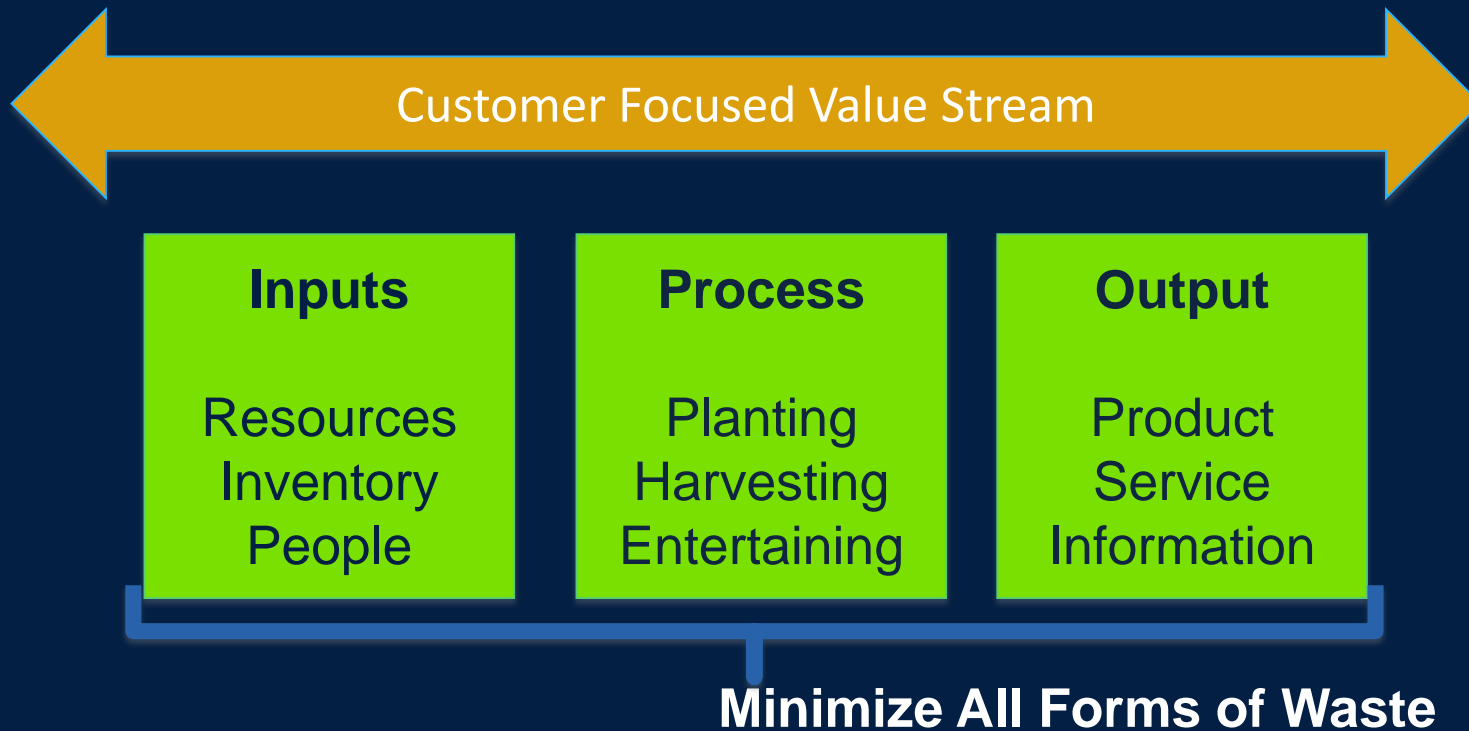 Customer Focused Value Stream
Inputs
Resources
Inventory
People
Process
Planting
Harvesting
Entertaining
Output
Product
Service
Information
Minimize All Forms of Waste